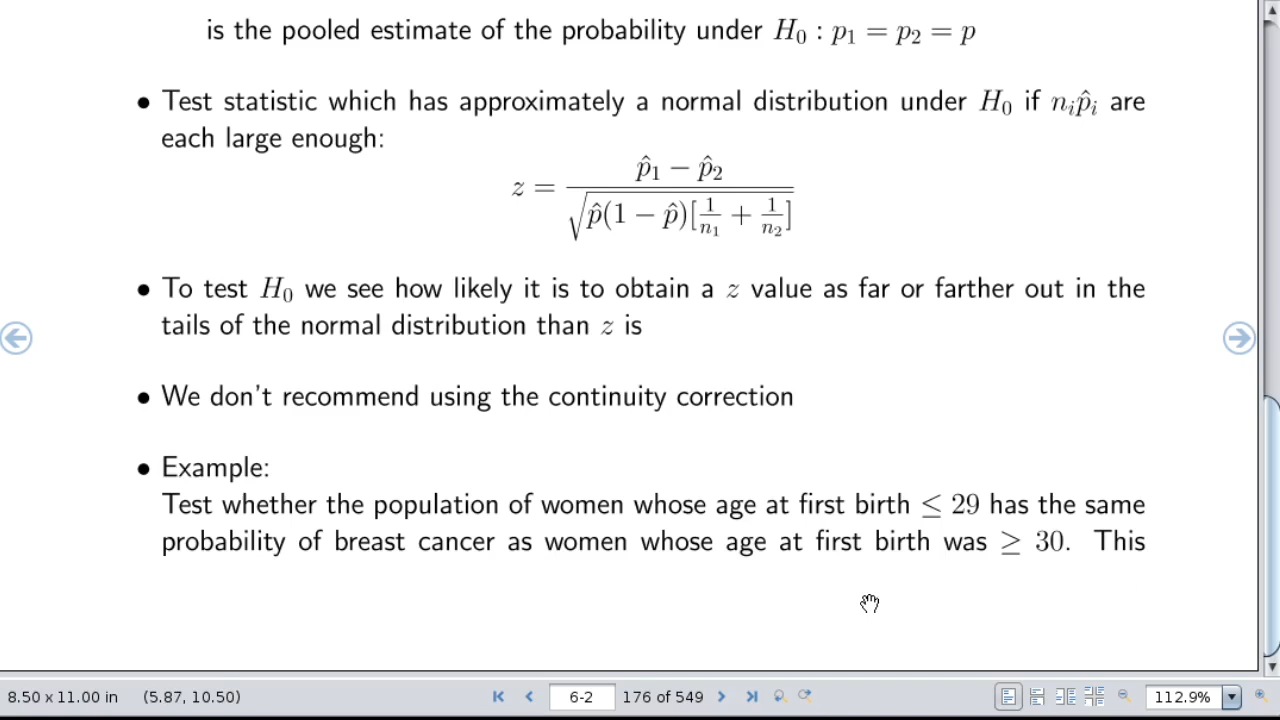 is the pooled estimate of the probability under H₀ : p₁ = p₂ = p
• Test statistic which has approximately a normal distribution under H₀ if nᵢp̂ᵢ are
each large enough:
z = (p̂₁ − p̂₂) / √(p̂(1 − p̂)[1/n₁ + 1/n₂])
• To test H₀ we see how likely it is to obtain a z value as far or farther out in the
tails of the normal distribution than z is
• We don't recommend using the continuity correction
• Example:
Test whether the population of women whose age at first birth ≤ 29 has the same
probability of breast cancer as women whose age at first birth was ≥ 30. This
8.50 x 11.00 in (5.87, 10.50) 6-2 176 of 549 112.9%